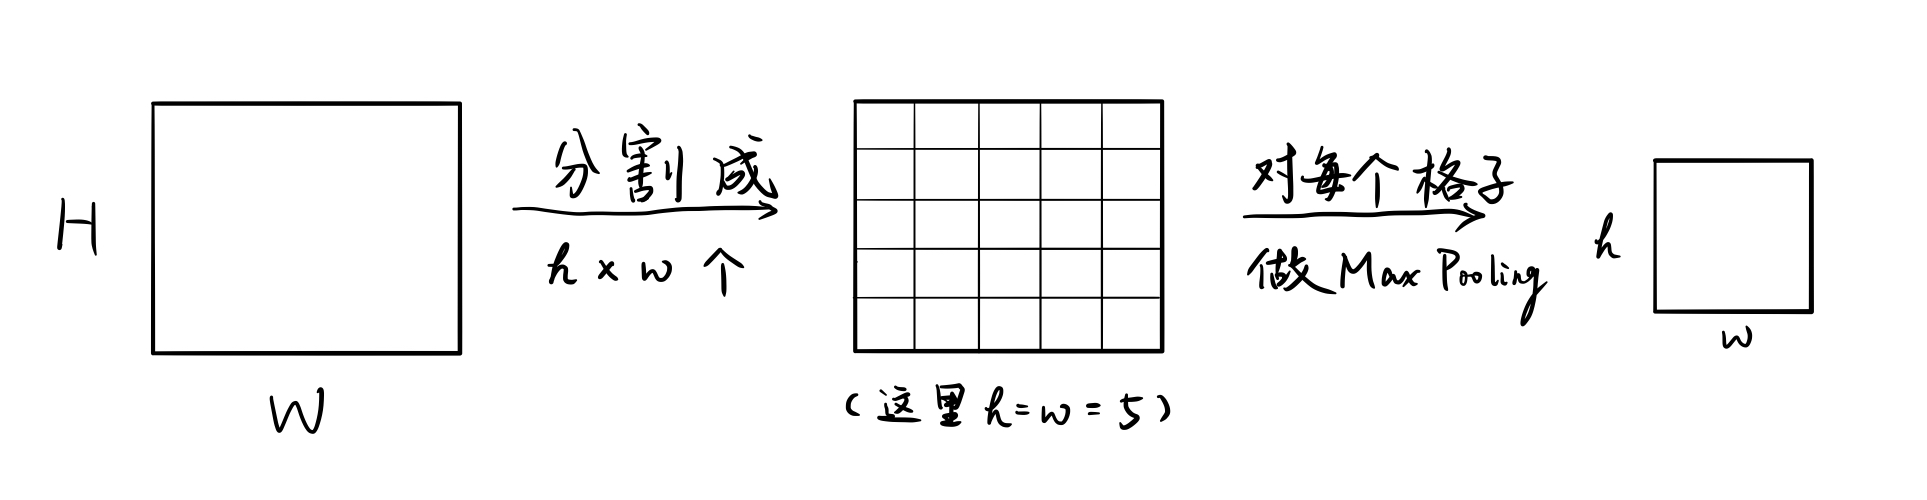 H
W
分割成
h × w 个
(这里 h = w = 5)
对每个格子
做 Max Pooling
h
w